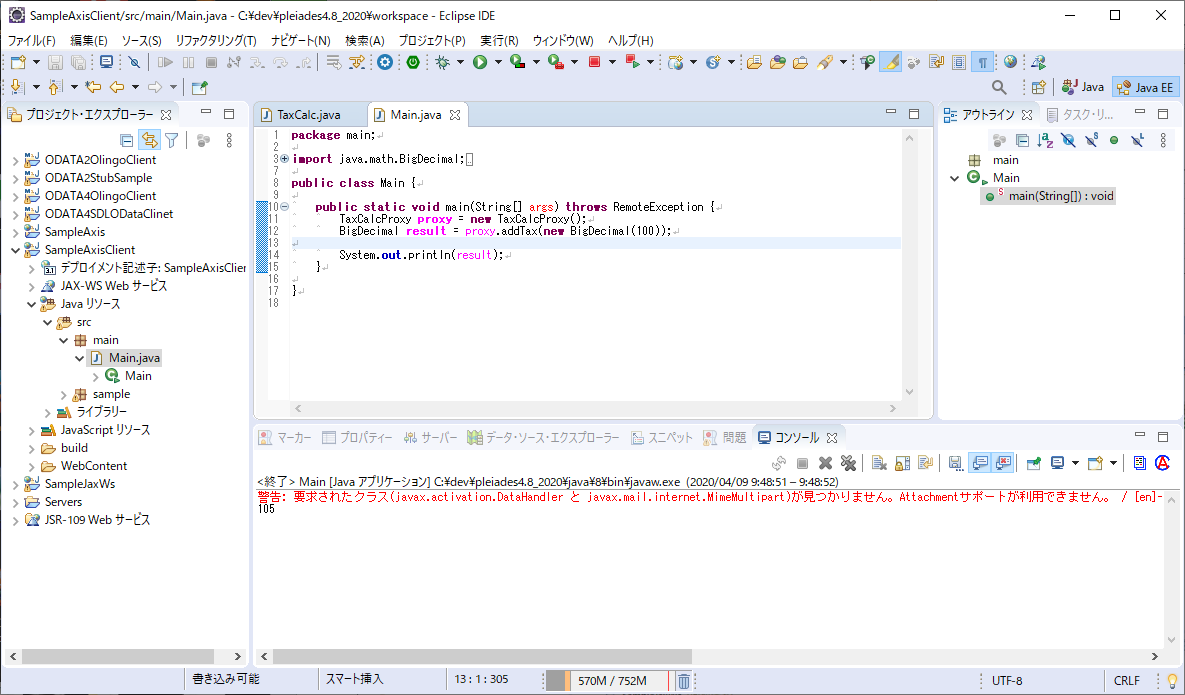 SampleAxisClient/src/main/Main.java - C:¥dev¥pleiades4.8_2020¥workspace - Eclipse IDE
ファイル(F) 編集(E) ソース(S) リファクタリング(T) ナビゲート(N) 検索(A) プロジェクト(P) 実行(R) ウィンドウ(W) ヘルプ(H)
Java Java EE
プロジェクト・エクスプローラー
ODATA2OlingoClient
ODATA2StubSample
ODATA4OlingoClient
ODATA4SDLODataClinet
SampleAxis
SampleAxisClient
デプロイメント記述子: SampleAxisClier
JAX-WS Web サービス
Java リソース
src
main
Main.java
Main
sample
ライブラリー
JavaScript リソース
build
WebContent
SampleJaxWs
Servers
JSR-109 Web サービス
TaxCalc.java Main.java
1 package main;
2
3 import java.math.BigDecimal;
7
8 public class Main {
9
10 public static void main(String[] args) throws RemoteException {
11 TaxCalcProxy proxy = new TaxCalcProxy();
12 BigDecimal result = proxy.addTax(new BigDecimal(100));
13
14 System.out.println(result);
15 }
16
17 }
18
アウトライン タスク・リ...
main
Main
main(String[]) : void
マーカー プロパティー サーバー データ・ソース・エクスプローラー スニペット 問題 コンソール
<終了> Main [Java アプリケーション] C:¥dev¥pleiades4.8_2020¥java¥8¥bin¥javaw.exe (2020/04/09 9:48:51 – 9:48:52)
警告: 要求されたクラス(javax.activation.DataHandler と javax.mail.internet.MimeMultipart)が見つかりません。Attachmentサポートが利用できません。 / [en]-
105
書き込み可能 スマート挿入 13 : 1 : 305 570M / 752M UTF-8 CRLF